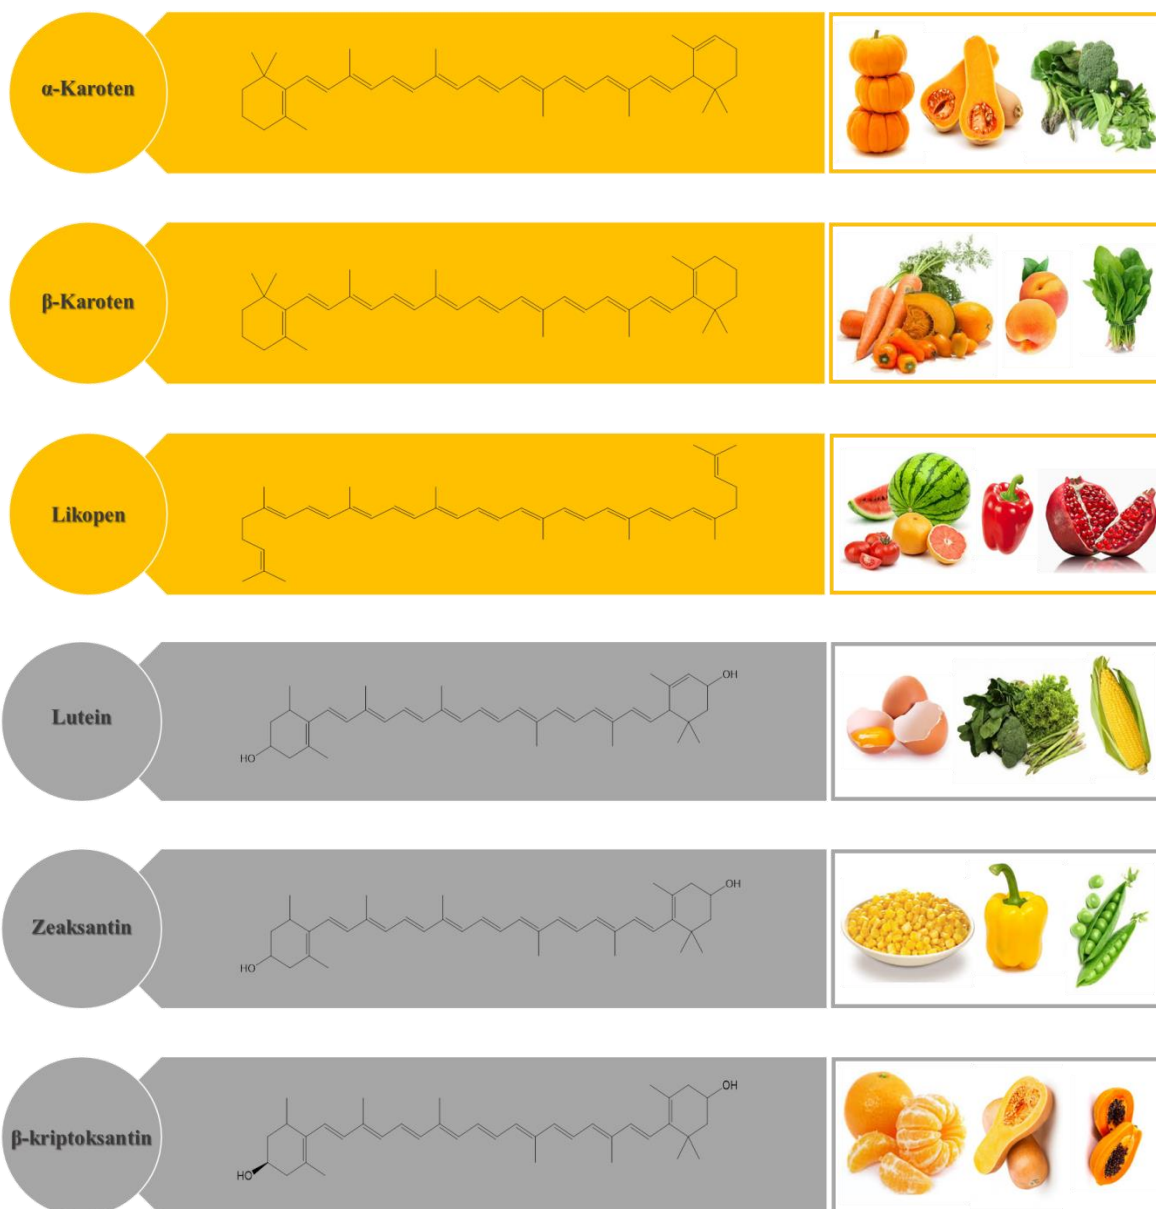 α-Karoten
β-Karoten
Likopen
Lutein
OH
HO
Zeaksantin
OH
HO
β-kriptoksantin
OH
HO